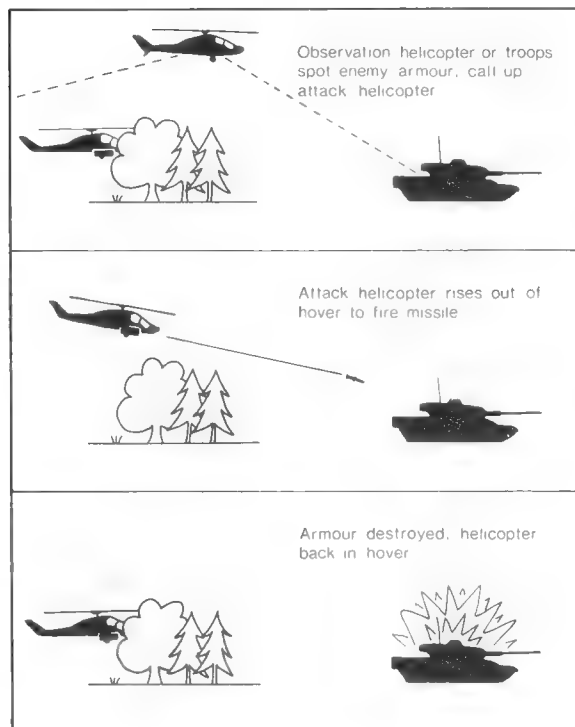 Observation helicopter or troops
spot enemy armour, call up
attack helicopter
Attack helicopter rises out of
hover to fire missile
Armour destroyed, helicopter
back in hover